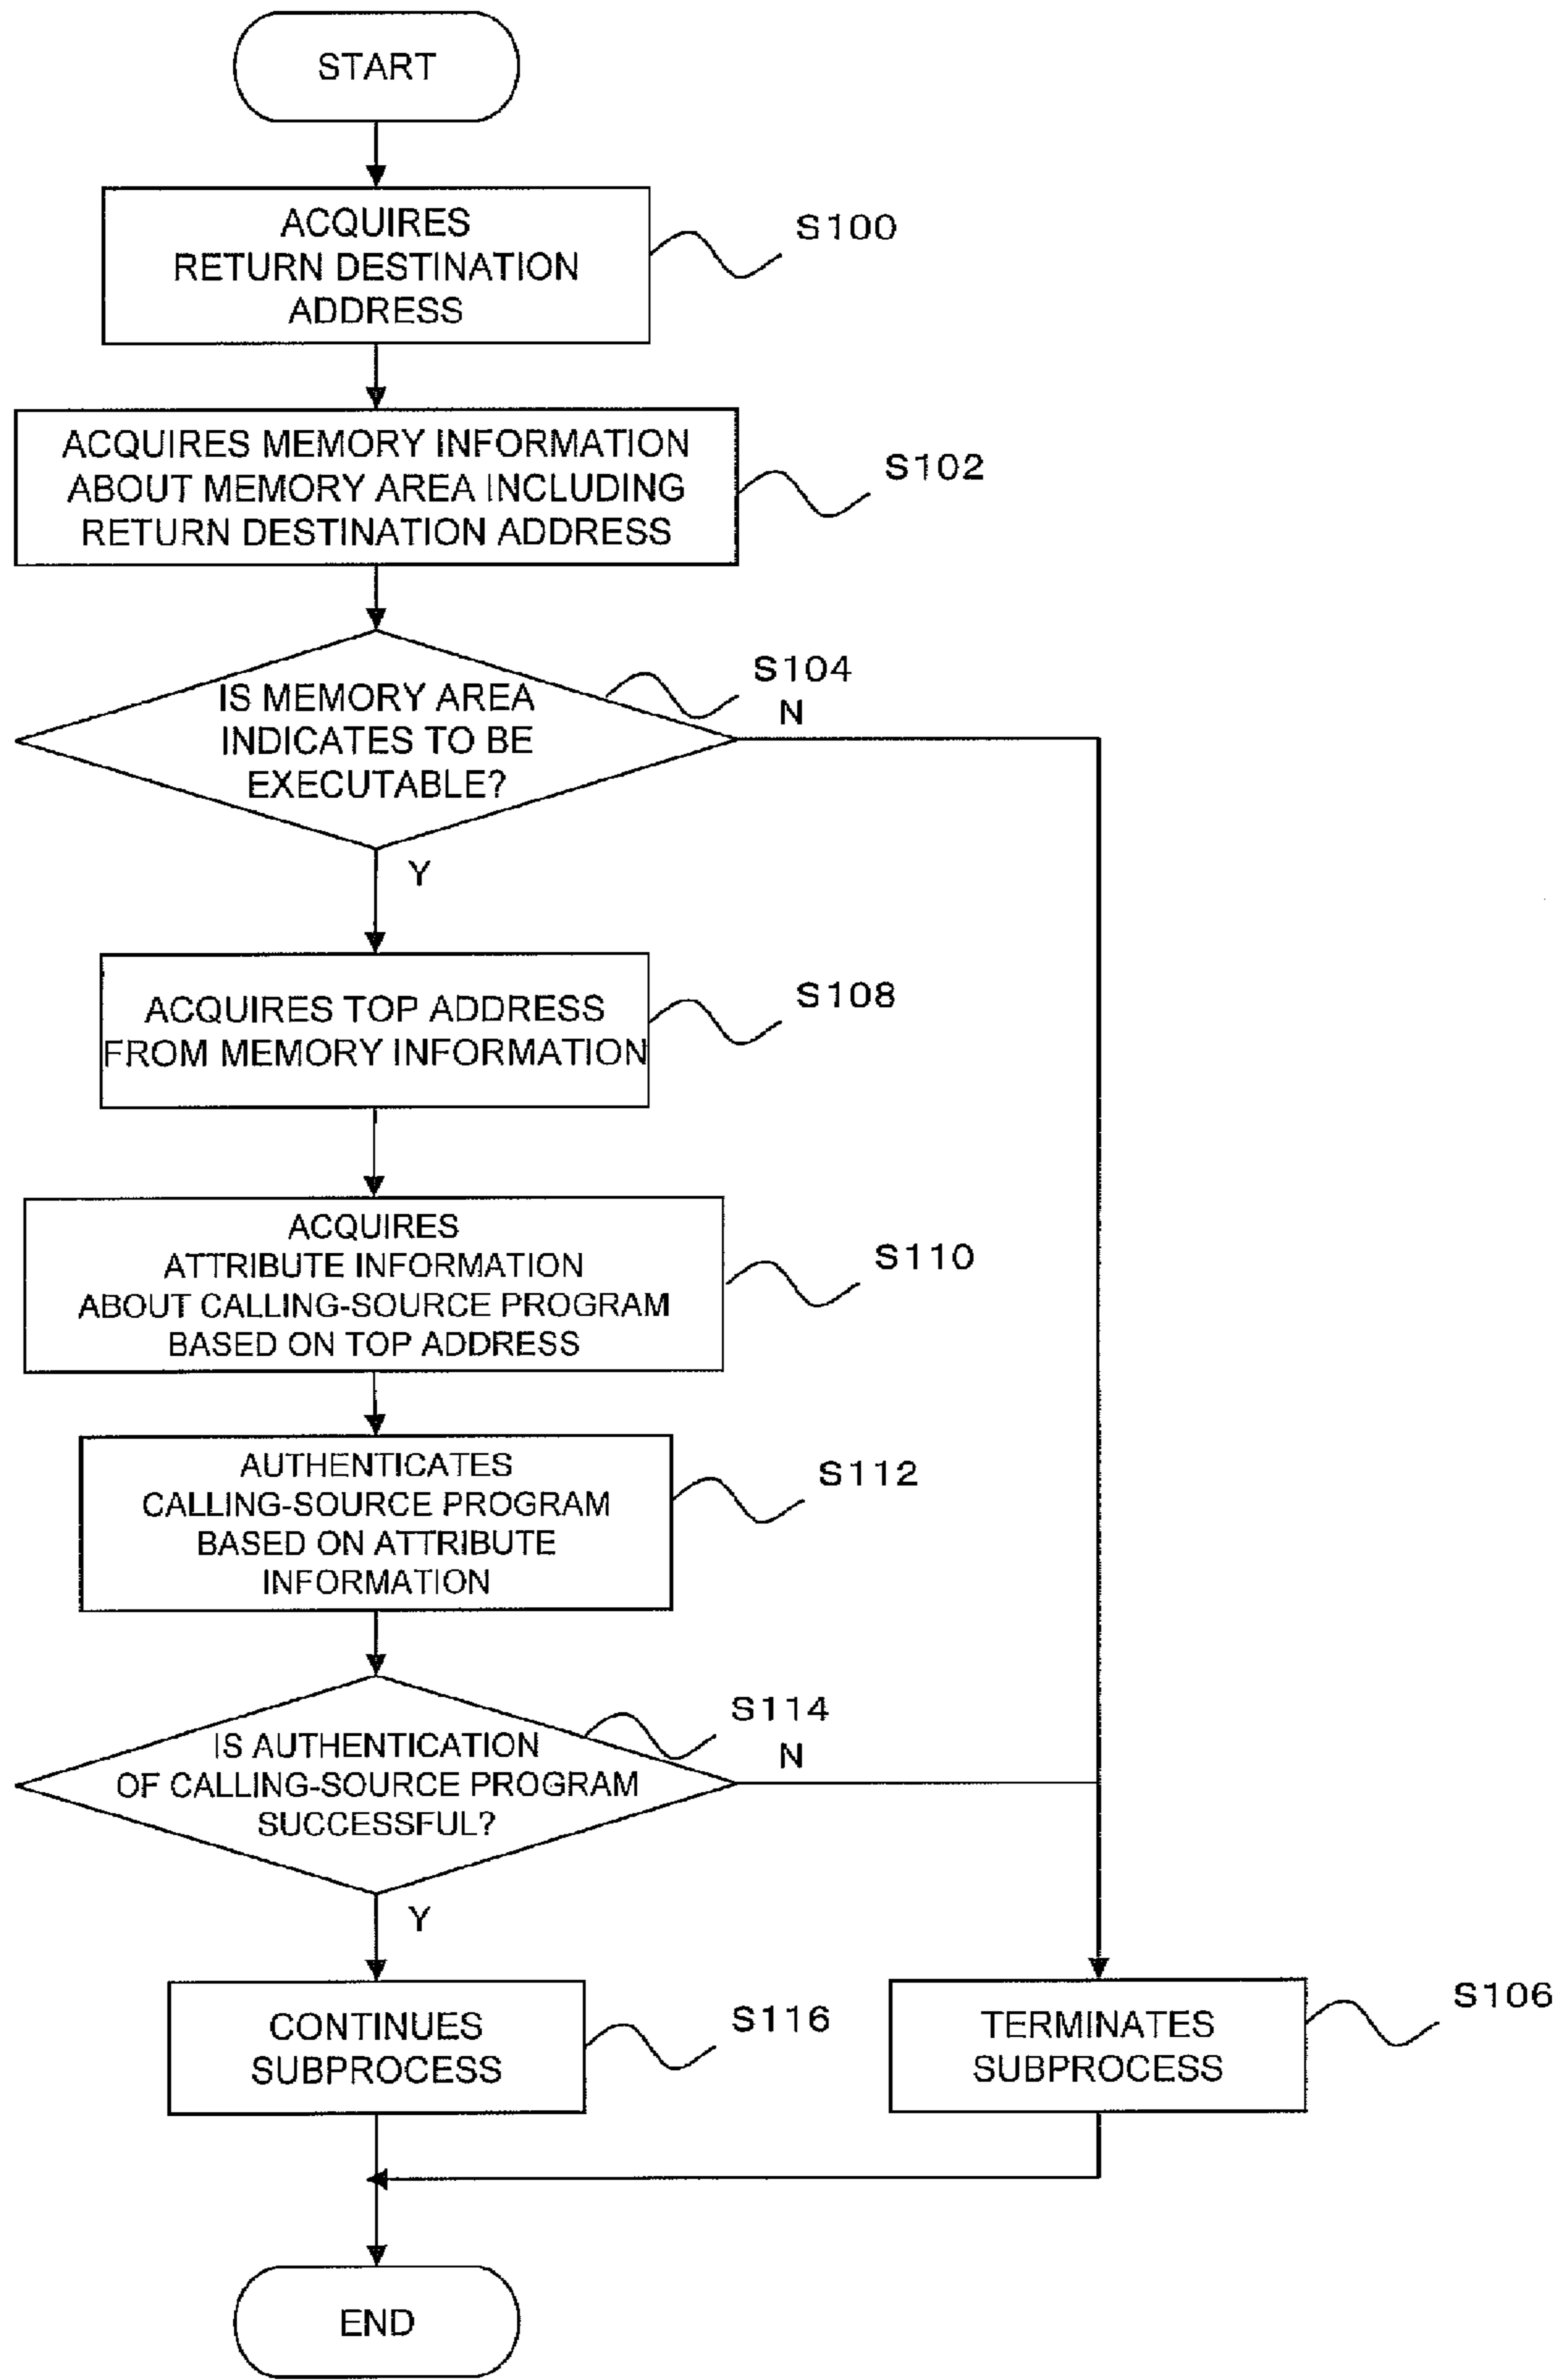 START
ACQUIRES
RETURN DESTINATION
ADDRESS
S100
ACQUIRES MEMORY INFORMATION
ABOUT MEMORY AREA INCLUDING
RETURN DESTINATION ADDRESS
S102
IS MEMORY AREA
INDICATES TO BE
EXECUTABLE?
S104
N
Y
ACQUIRES TOP ADDRESS
FROM MEMORY INFORMATION
S108
ACQUIRES
ATTRIBUTE INFORMATION
ABOUT CALLING-SOURCE PROGRAM
BASED ON TOP ADDRESS
S110
AUTHENTICATES
CALLING-SOURCE PROGRAM
BASED ON ATTRIBUTE
INFORMATION
S112
IS AUTHENTICATION
OF CALLING-SOURCE PROGRAM
SUCCESSFUL?
S114
N
Y
CONTINUES
SUBPROCESS
S116
TERMINATES
SUBPROCESS
S106
END